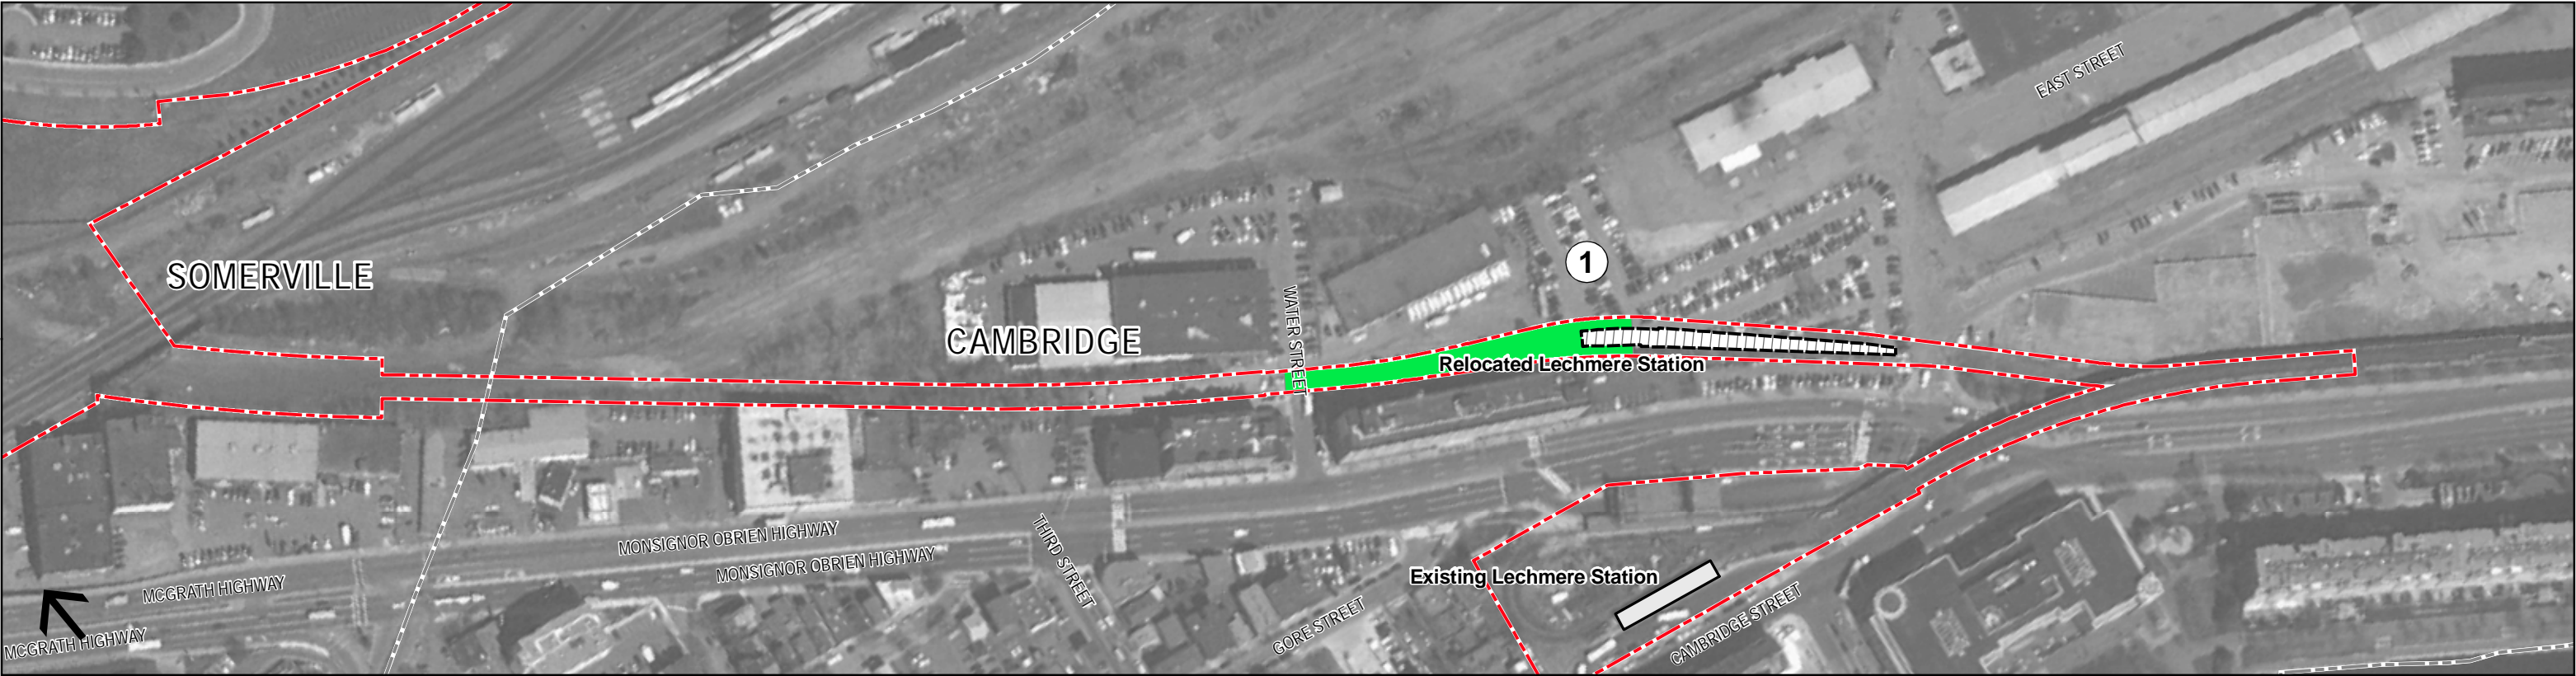 EAST STREET
1
SOMERVILLE
WATER STREET
CAMBRIDGE
Relocated Lechmere Station
MONSIGNOR OBRIEN HIGHWAY
MONSIGNOR OBRIEN HIGHWAY
THIRD STREET
Existing Lechmere Station
MCGRATH HIGHWAY
GORE STREET
CAMBRIDGE STREET
MCGRATH HIGHWAY